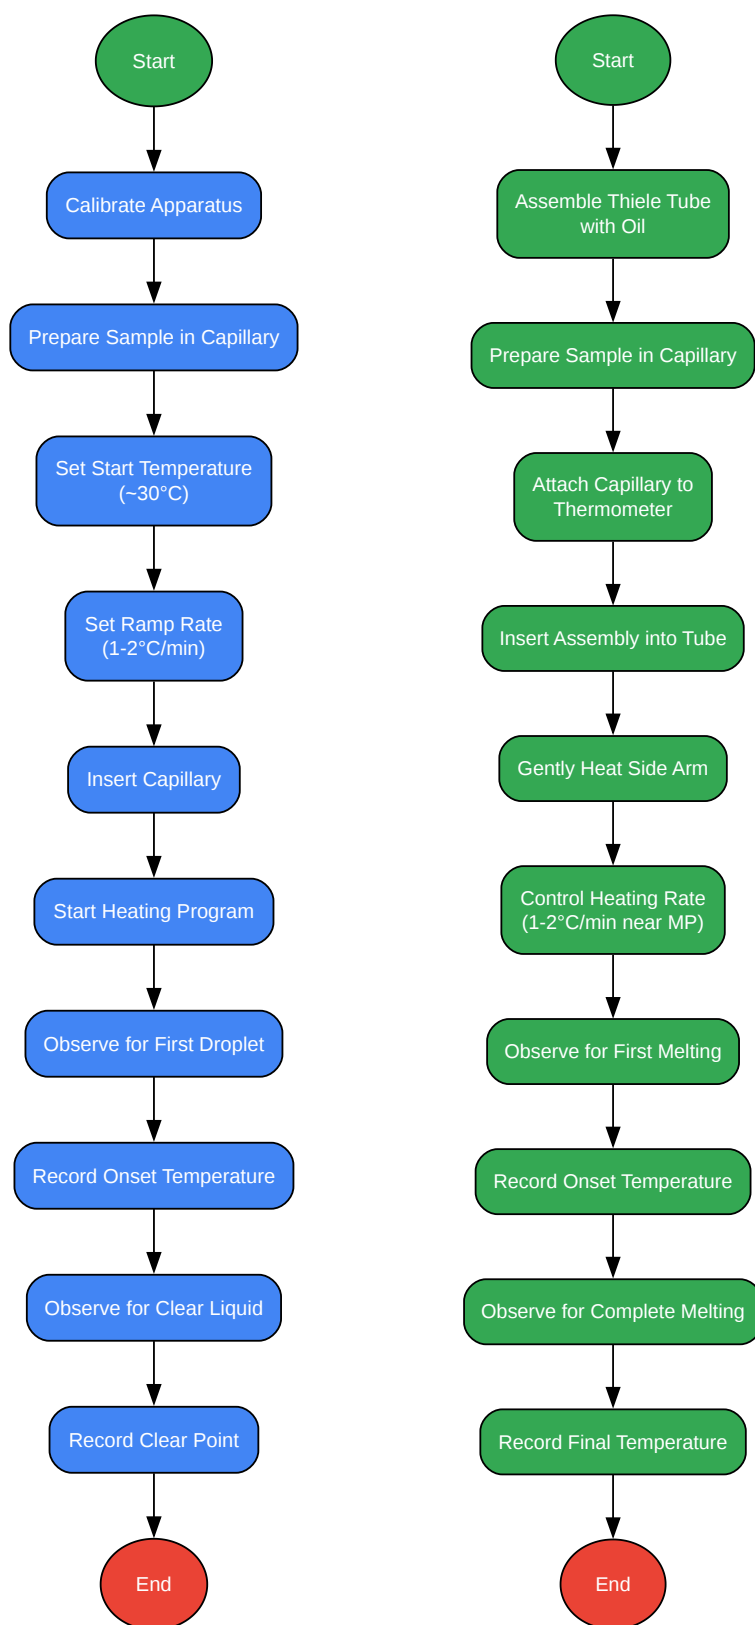 Start
Calibrate Apparatus
Prepare Sample in Capillary
Set Start Temperature
(~30°C)
Set Ramp Rate
(1-2°C/min)
Insert Capillary
Start Heating Program
Observe for First Droplet
Record Onset Temperature
Observe for Clear Liquid
Record Clear Point
End
Start
Assemble Thiele Tube
with Oil
Prepare Sample in Capillary
Attach Capillary to
Thermometer
Insert Assembly into Tube
Gently Heat Side Arm
Control Heating Rate
(1-2°C/min near MP)
Observe for First Melting
Record Onset Temperature
Observe for Complete Melting
Record Final Temperature
End